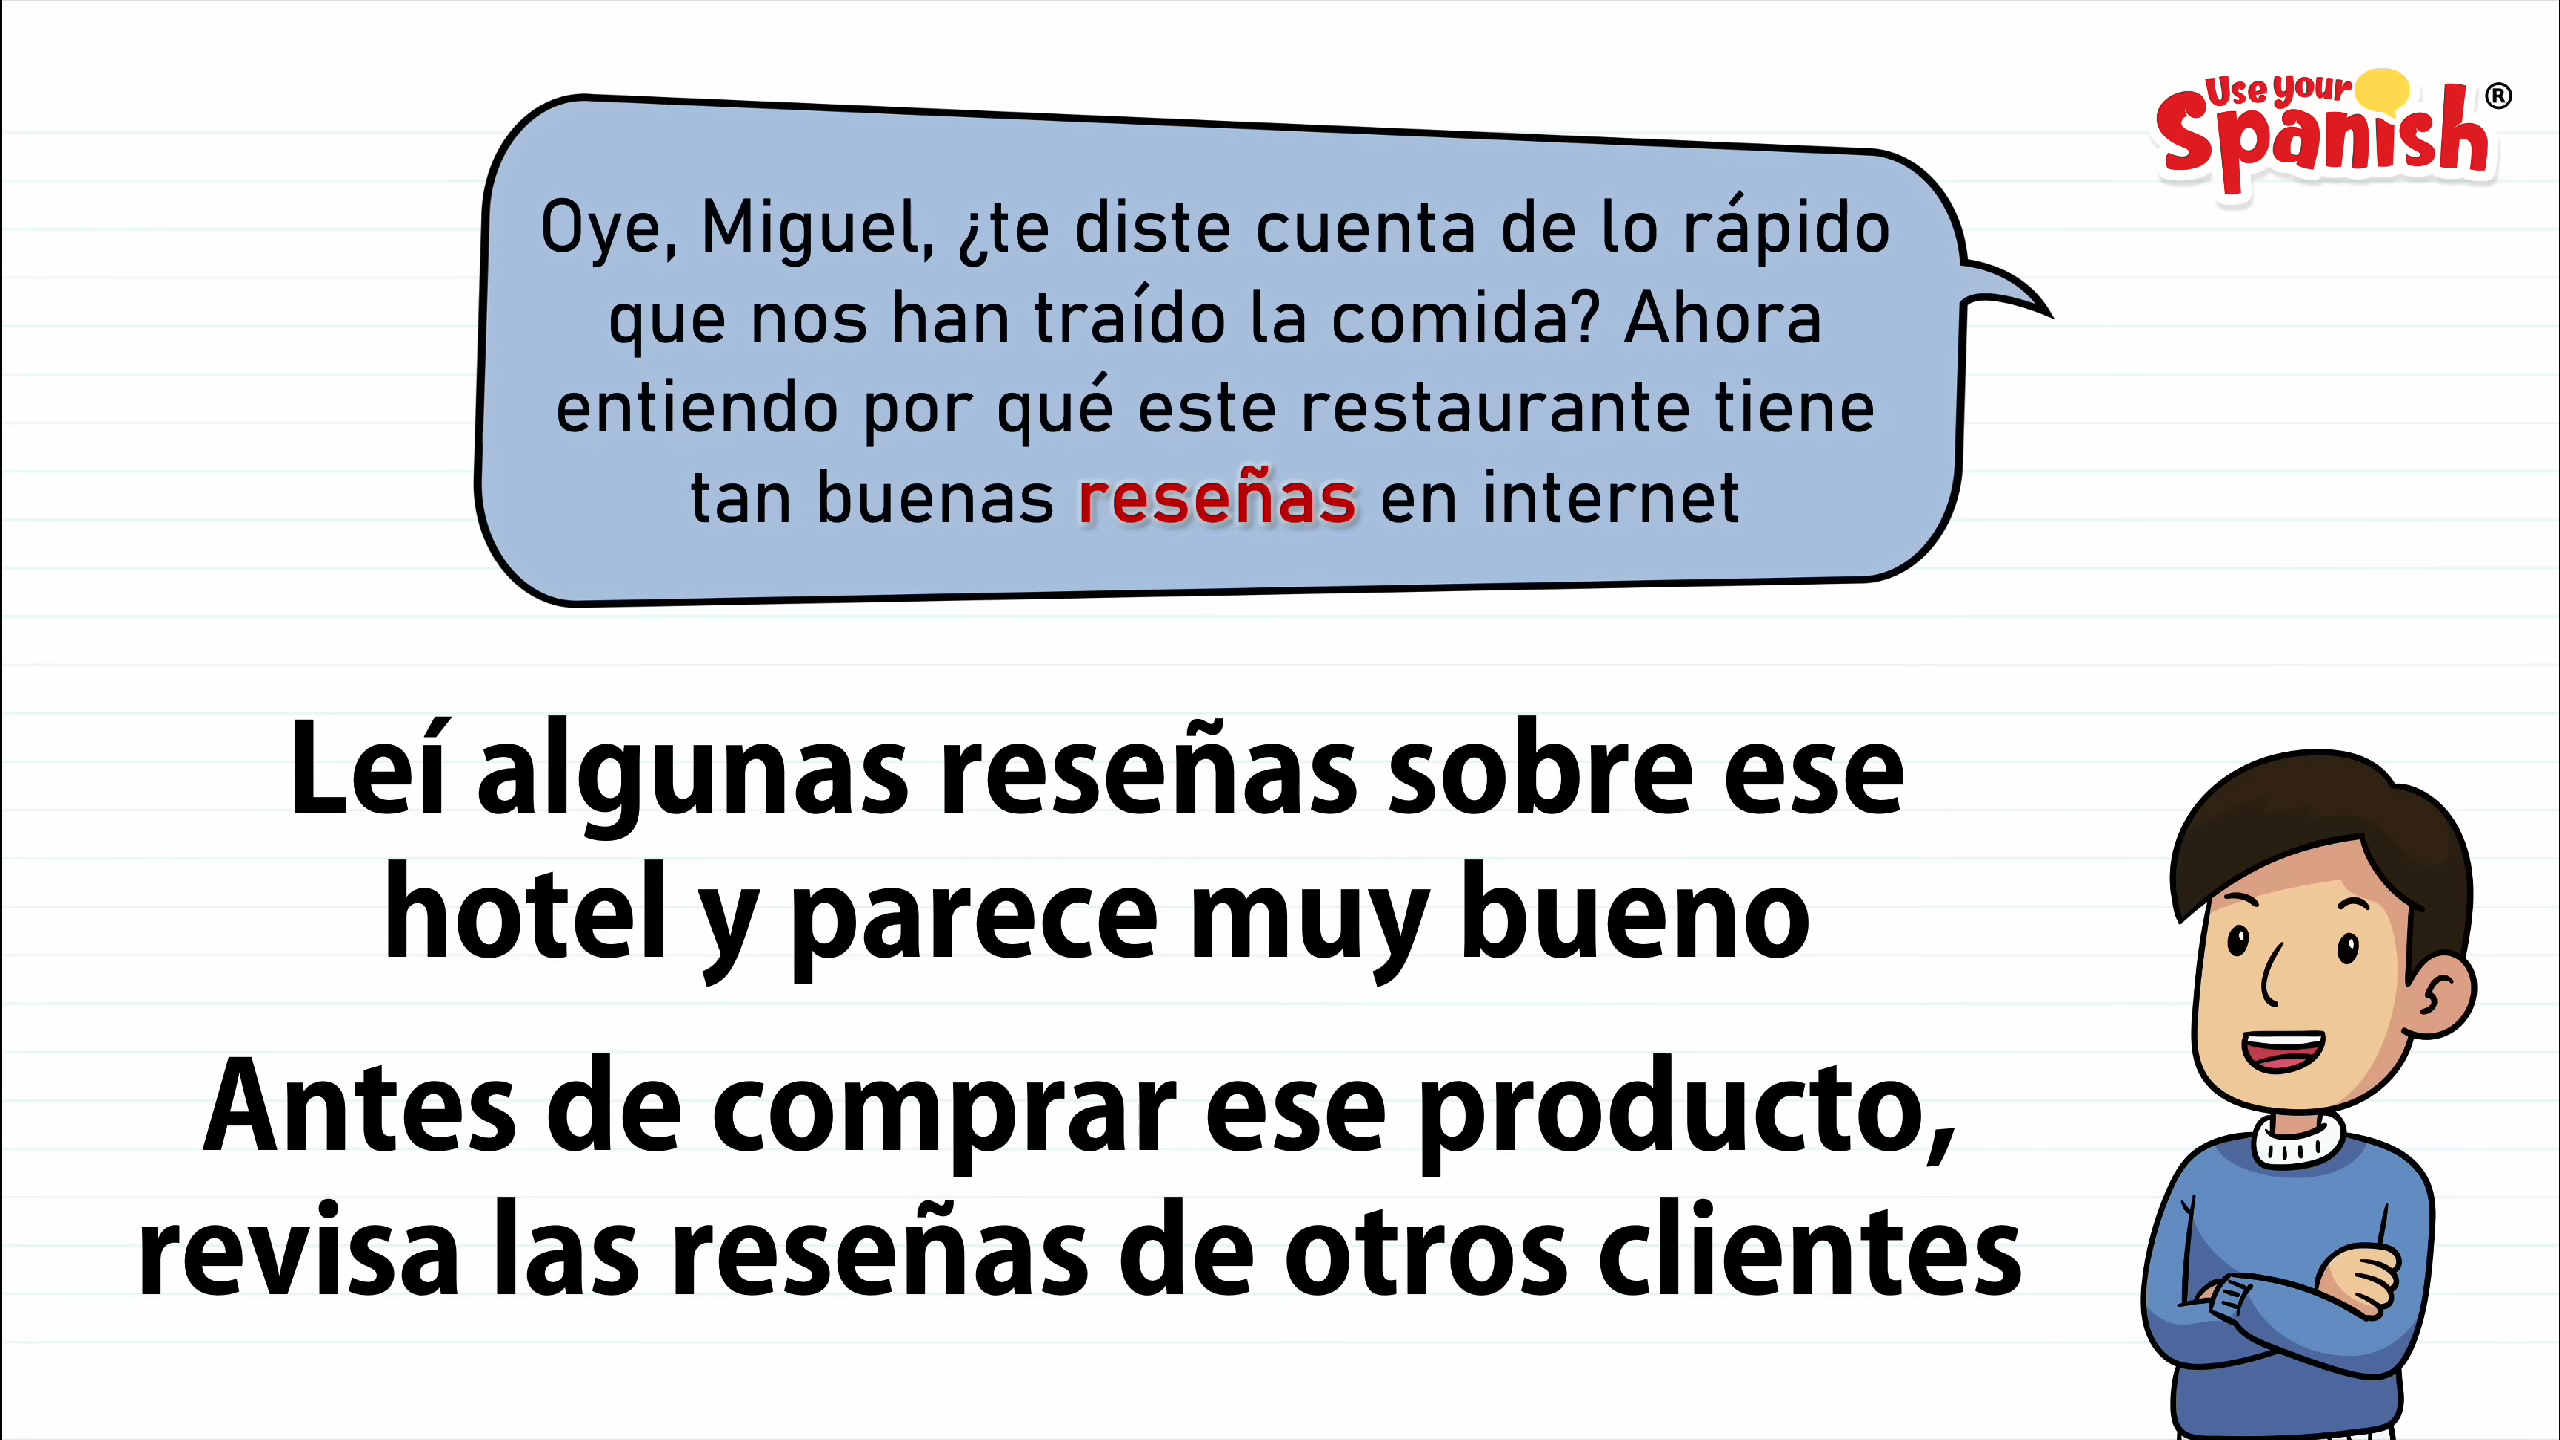 Use your
Spanish®
Oye, Miguel, ¿te diste cuenta de lo rápido
que nos han traído la comida? Ahora
entiendo por qué este restaurante tiene
tan buenas reseñas en internet
Leí algunas reseñas sobre ese
hotel y parece muy bueno
Antes de comprar ese producto,
revisa las reseñas de otros clientes